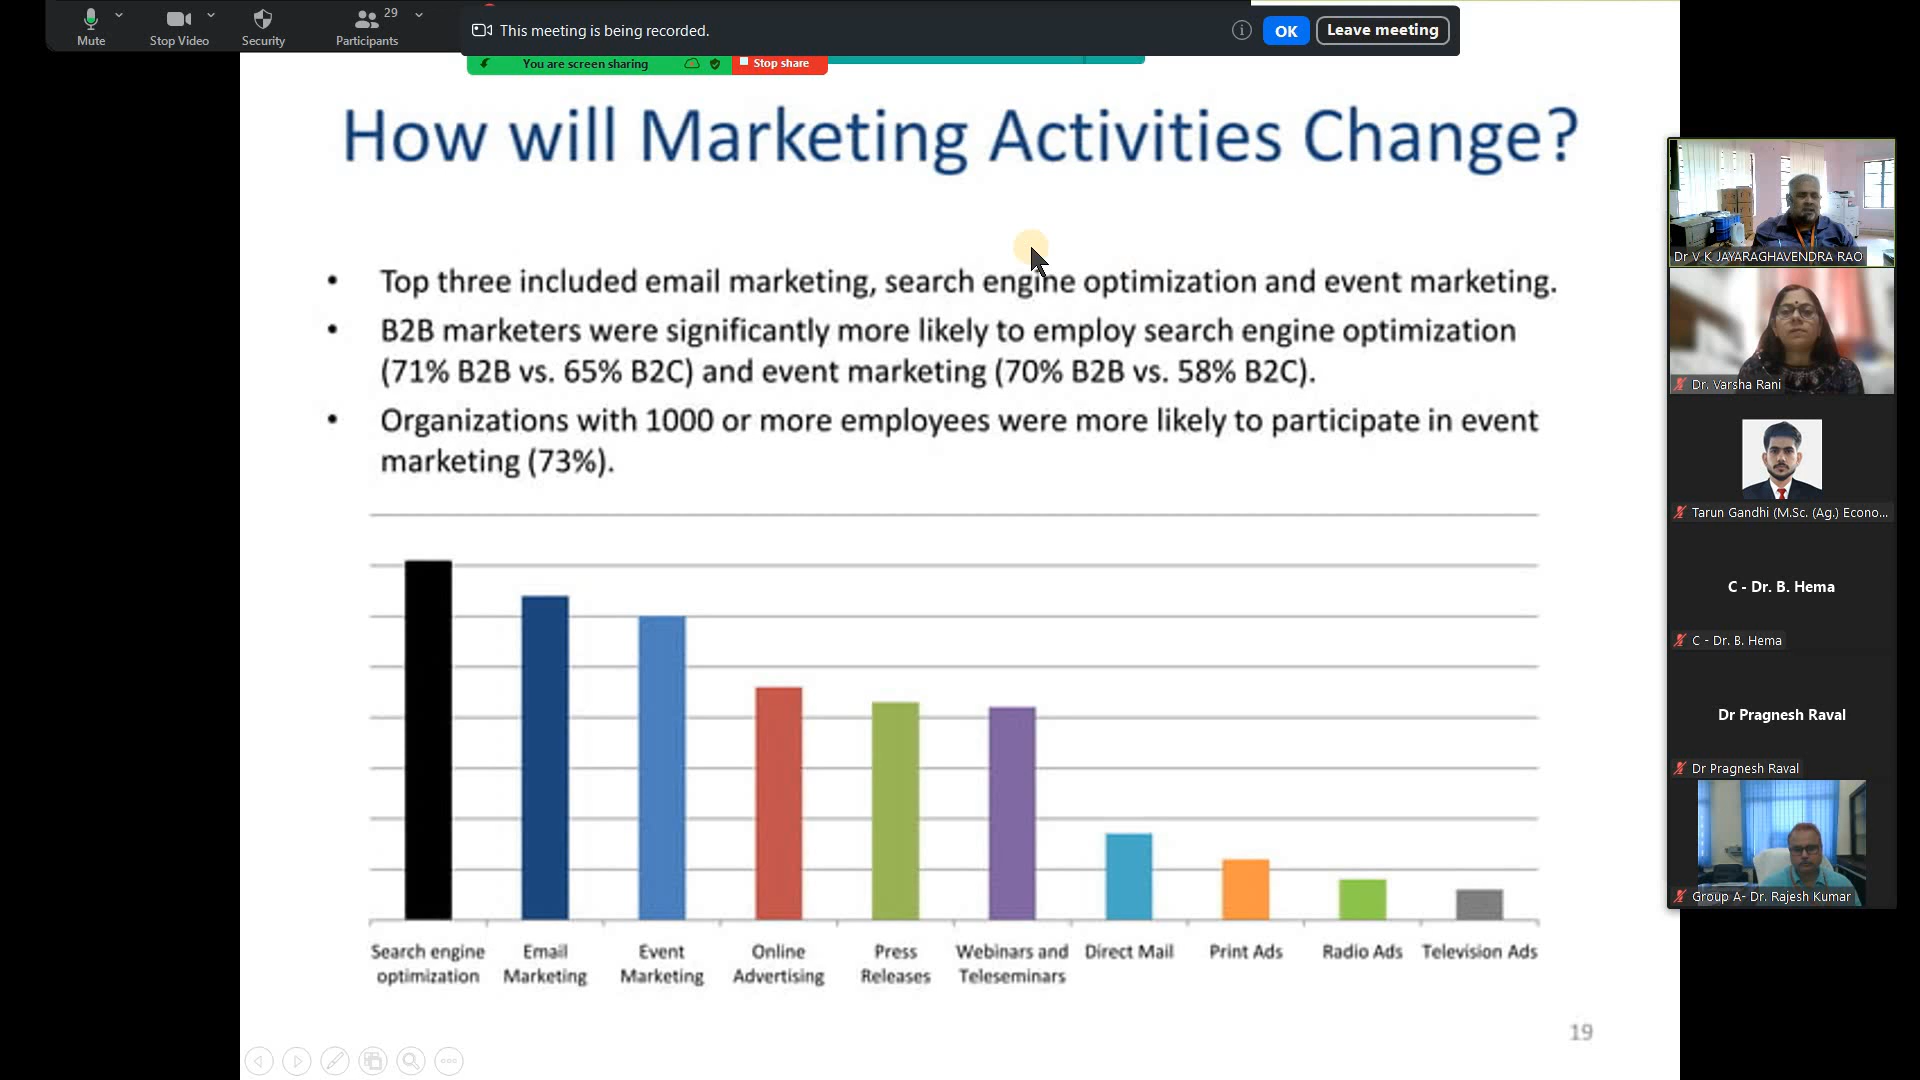 Mute
Stop Video
Security
Participants
29
This meeting is being recorded.
OK
Leave meeting
You are screen sharing
Stop share
How will Marketing Activities Change?
• Top three included email marketing, search engine optimization and event marketing.
• B2B marketers were significantly more likely to employ search engine optimization
(71% B2B vs. 65% B2C) and event marketing (70% B2B vs. 58% B2C).
• Organizations with 1000 or more employees were more likely to participate in event
marketing (73%).
Search engine
optimization
Email
Marketing
Event
Marketing
Online
Advertising
Press
Releases
Webinars and
Teleseminars
Direct Mail
Print Ads
Radio Ads
Television Ads
19
Dr V K JAYARAGHAVENDRA RAO
Dr. Varsha Rani
Tarun Gandhi (M.Sc. (Ag.) Econo...
C - Dr. B. Hema
C - Dr. B. Hema
Dr Pragnesh Raval
Dr Pragnesh Raval
Group A- Dr. Rajesh Kumar